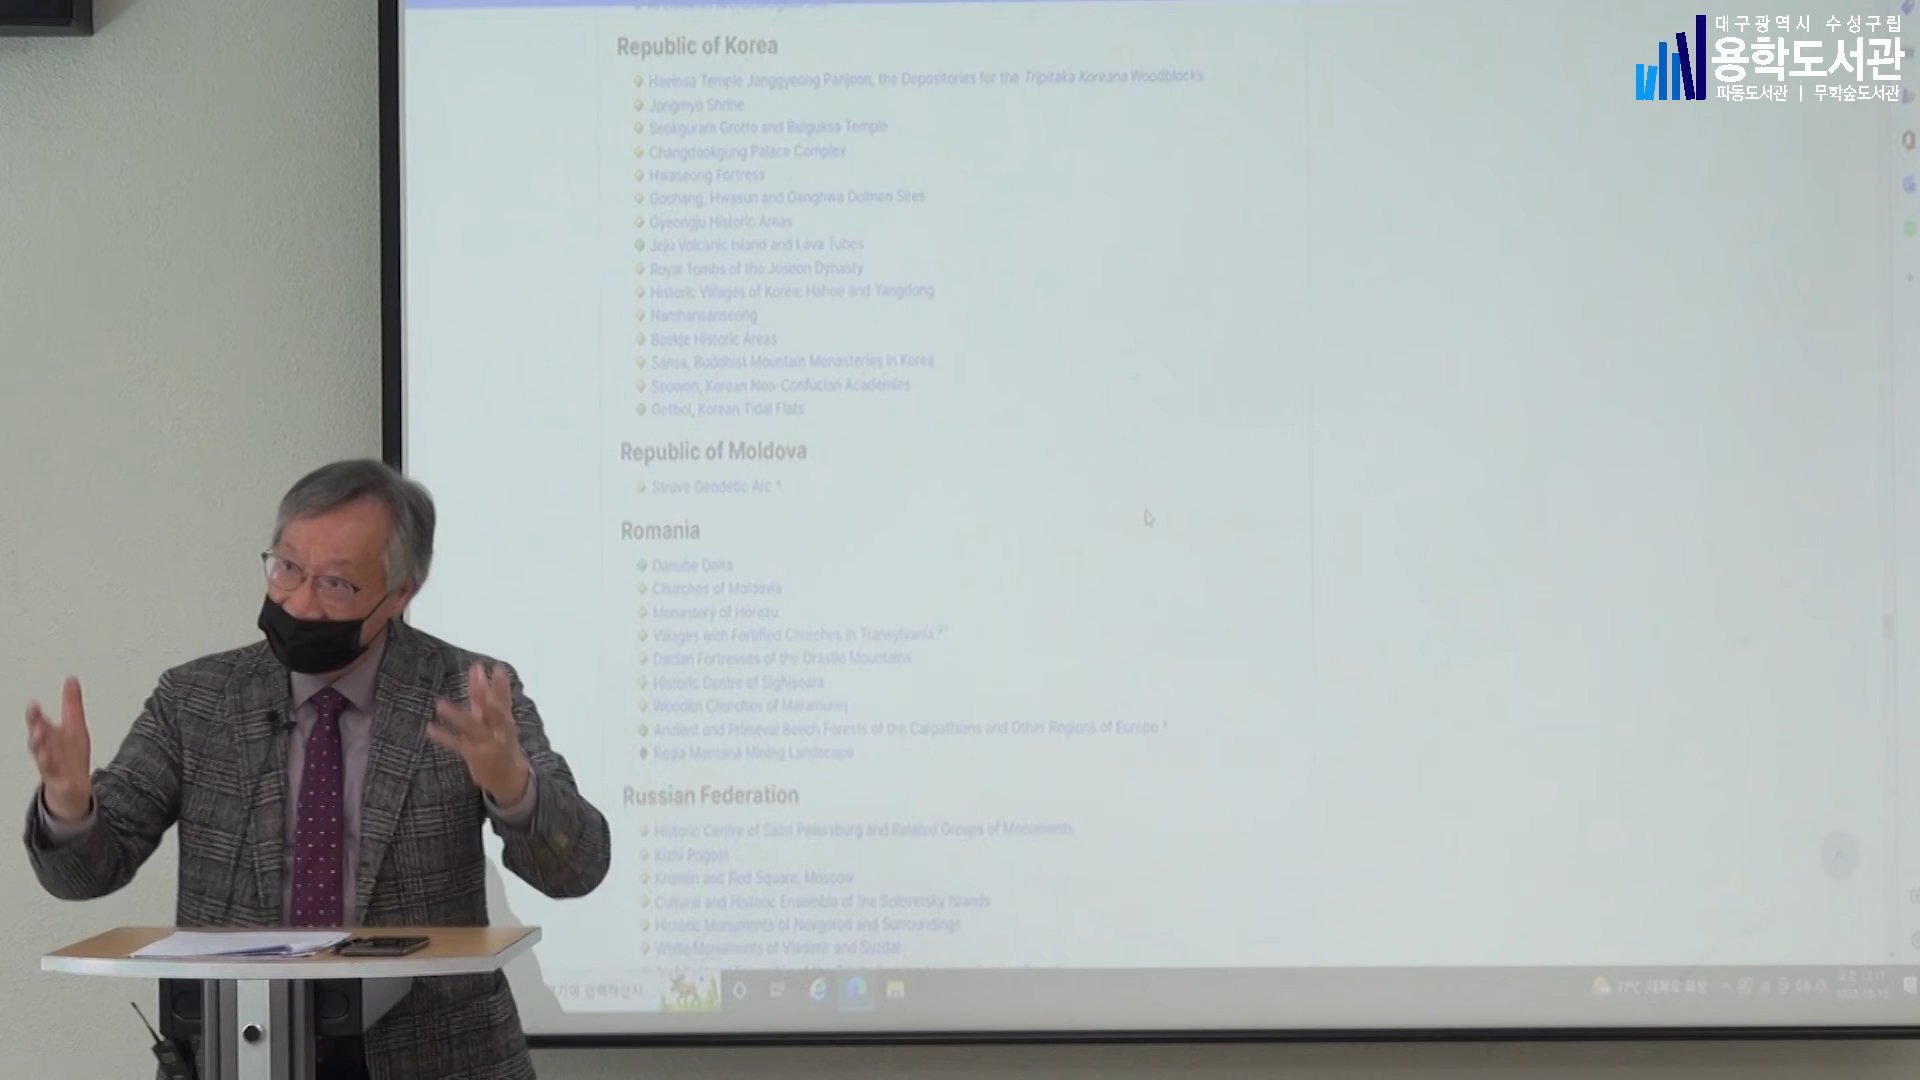 대구광역시 수성구립
용학도서관
파동도서관 | 무학숲도서관
Republic of Korea
Haeinsa Temple Janggyeong Panjeon, the Depositories for the Tripitaka Koreana Woodblocks
Jongmyo Shrine
Seokguram Grotto and Bulguksa Temple
Changdeokgung Palace Complex
Hwaseong Fortress
Gochang, Hwasun and Ganghwa Dolmen Sites
Gyeongju Historic Areas
Jeju Volcanic Island and Lava Tubes
Royal Tombs of the Joseon Dynasty
Historic Villages of Korea: Hahoe and Yangdong
Namhansanseong
Baekje Historic Areas
Sansa, Buddhist Mountain Monasteries in Korea
Seowon, Korean Neo-Confucian Academies
Getbol, Korean Tidal Flats
Republic of Moldova
Struve Geodetic Arc *
Romania
Danube Delta
Churches of Moldavia
Monastery of Horezu
Villages with Fortified Churches in Transylvania
Dacian Fortresses of the Orastie Mountains
Historic Centre of Sighişoara
Wooden Churches of Maramureş
Ancient and Primeval Beech Forests of the Carpathians and Other Regions of Europe *
Roşia Montană Mining Landscape
Russian Federation
Historic Centre of Saint Petersburg and Related Groups of Monuments
Kizhi Pogost
Kremlin and Red Square, Moscow
Cultural and Historic Ensemble of the Solovetsky Islands
Historic Monuments of Novgorod and Surroundings
White Monuments of Vladimir and Suzdal
17°C 대체로 흐림